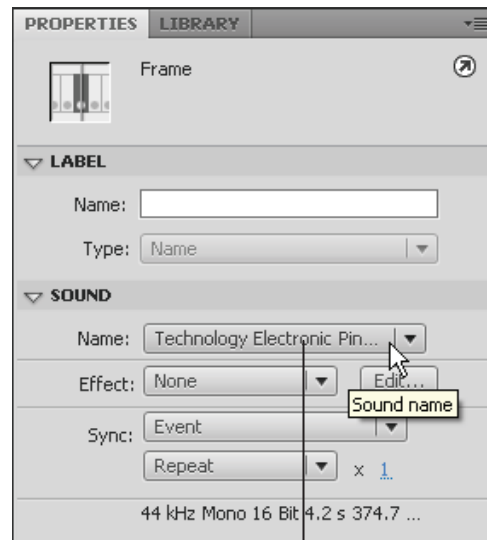 PROPERTIES LIBRARY
Frame
LABEL
Name:
Type: Name
SOUND
Name: Technology Electronic Pin...
Effect: None Edit...
Sound name
Sync: Event
Repeat x 1
44 kHz Mono 16 Bit 4.2 s 374.7 ...